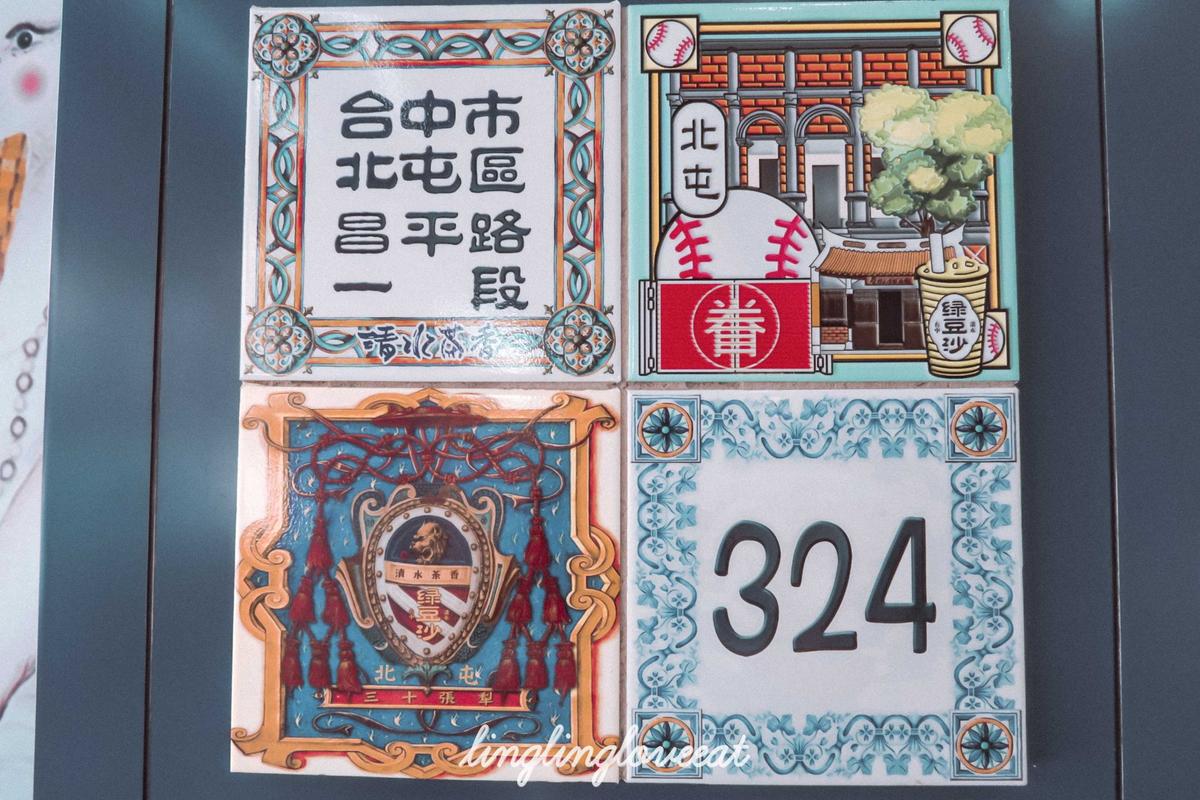 台中市
北屯區
昌平路
一段
清水茶香
北屯
眷
绿豆沙
清水茶香
绿豆沙
北屯
三十張犁
324
linglingloveeat